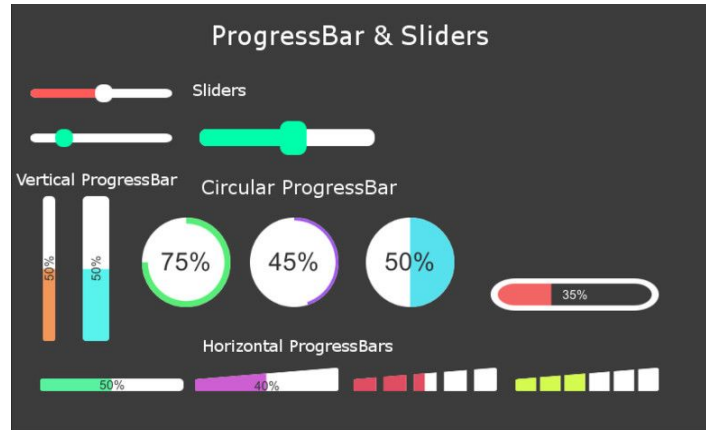 ProgressBar & Sliders
Sliders
Vertical ProgressBar
Circular ProgressBar
50%
50%
75%
45%
50%
35%
Horizontal ProgressBars
50%
40%